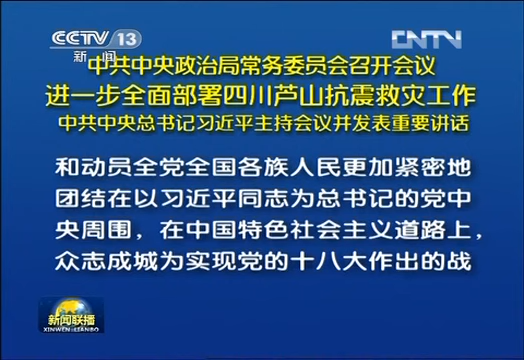 CCTV 13
新闻
CNTV
中共中央政治局常务委员会召开会议
进一步全面部署四川芦山抗震救灾工作
中共中央总书记习近平主持会议并发表重要讲话
和动员全党全国各族人民更加紧密地
团结在以习近平同志为总书记的党中
央周围，在中国特色社会主义道路上，
众志成城为实现党的十八大作出的战
新闻联播
XINWEN LIANBO